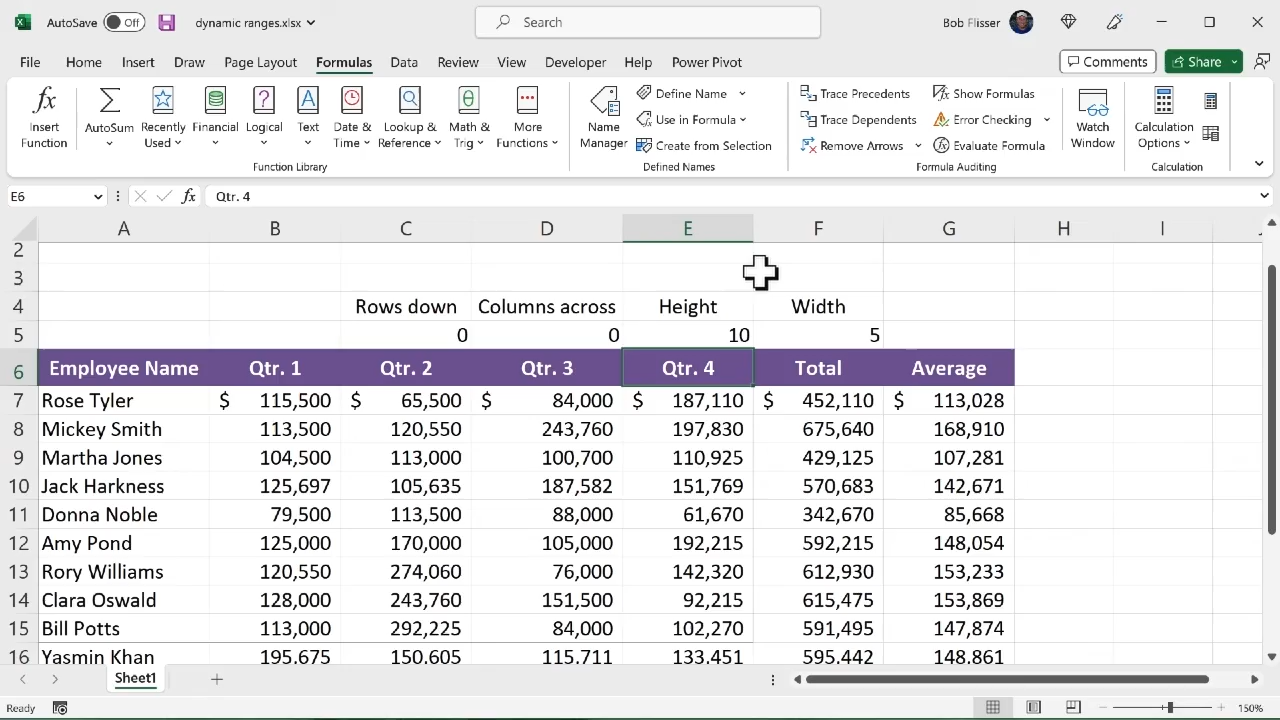 AutoSave Off dynamic ranges.xlsx Search Bob Flisser
File Home Insert Draw Page Layout Formulas Data Review View Developer Help Power Pivot Comments Share
fx Insert Function
Σ AutoSum
Recently Used
Financial
? Logical
A Text
Date & Time
Lookup & Reference
θ Math & Trig
More Functions
Function Library
Name Manager
Define Name
Use in Formula
Create from Selection
Defined Names
Trace Precedents
Trace Dependents
Remove Arrows
fx Show Formulas
Error Checking
fx Evaluate Formula
Formula Auditing
Watch Window
Calculation Options
Calculation
E6 fx Qtr. 4
A B C D E F G H I
2
3
4 Rows down Columns across Height Width
5 0 0 10 5
6 Employee Name Qtr. 1 Qtr. 2 Qtr. 3 Qtr. 4 Total Average
7 Rose Tyler $ 115,500 $ 65,500 $ 84,000 $ 187,110 $ 452,110 $ 113,028
8 Mickey Smith 113,500 120,550 243,760 197,830 675,640 168,910
9 Martha Jones 104,500 113,000 100,700 110,925 429,125 107,281
10 Jack Harkness 125,697 105,635 187,582 151,769 570,683 142,671
11 Donna Noble 79,500 113,500 88,000 61,670 342,670 85,668
12 Amy Pond 125,000 170,000 105,000 192,215 592,215 148,054
13 Rory Williams 120,550 274,060 76,000 142,320 612,930 153,233
14 Clara Oswald 128,000 243,760 151,500 92,215 615,475 153,869
15 Bill Potts 113,000 292,225 84,000 102,270 591,495 147,874
16 Yasmin Khan 195,675 150,605 115,711 133,451 595,442 148,861
Sheet1
Ready 150%